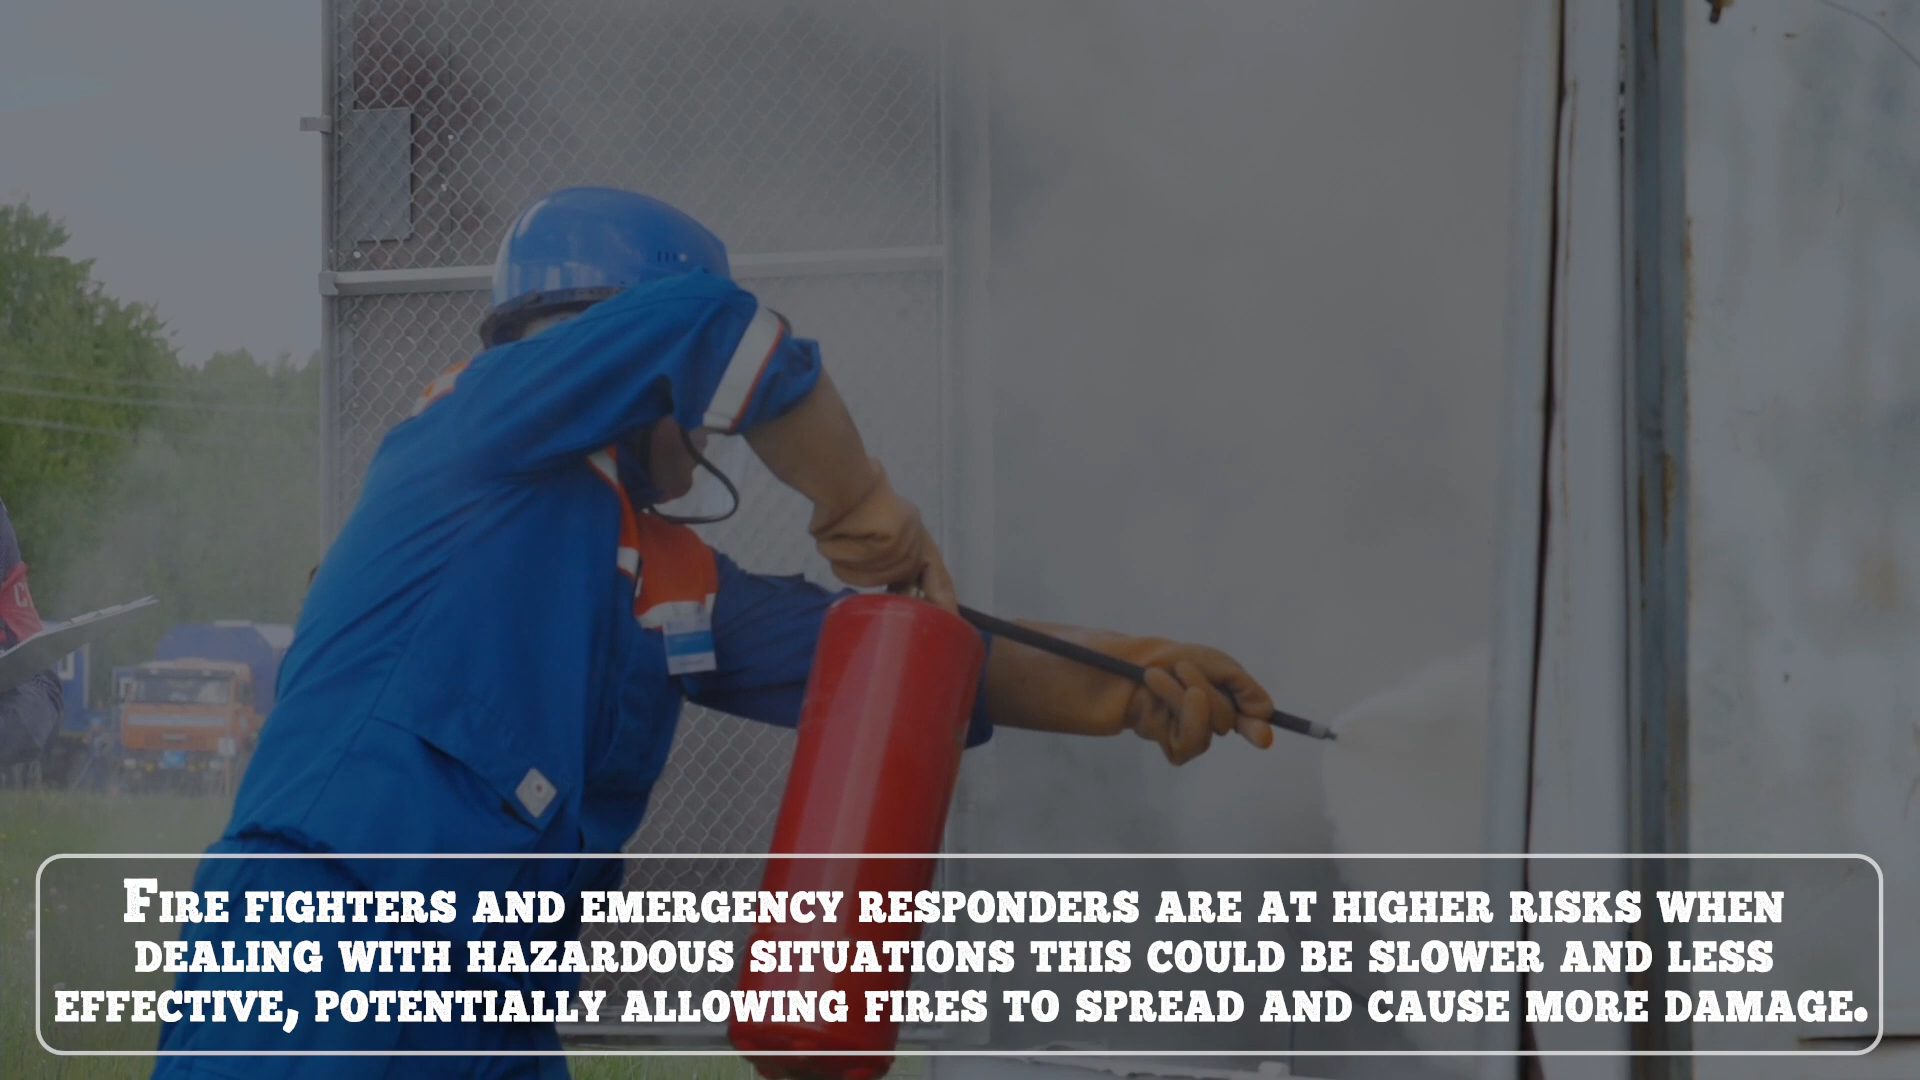 Fire fighters and emergency responders are at higher risks when
dealing with hazardous situations this could be slower and less
effective, potentially allowing fires to spread and cause more damage.